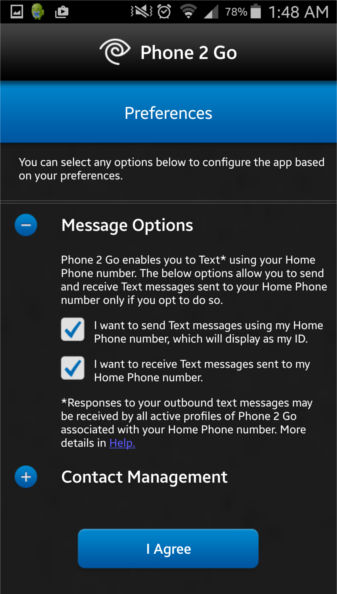 78% 1:48 AM
Phone 2 Go
Preferences
You can select any options below to configure the app based
on your preferences.
Message Options
Phone 2 Go enables you to Text* using your Home
Phone number. The below options allow you to send
and receive Text messages sent to your Home Phone
number only if you opt to do so.
I want to send Text messages using my Home
Phone number, which will display as my ID.
I want to receive Text messages sent to my
Home Phone number.
*Responses to your outbound text messages may
be received by all active profiles of Phone 2 Go
associated with your Home Phone number. More
details in Help.
Contact Management
I Agree